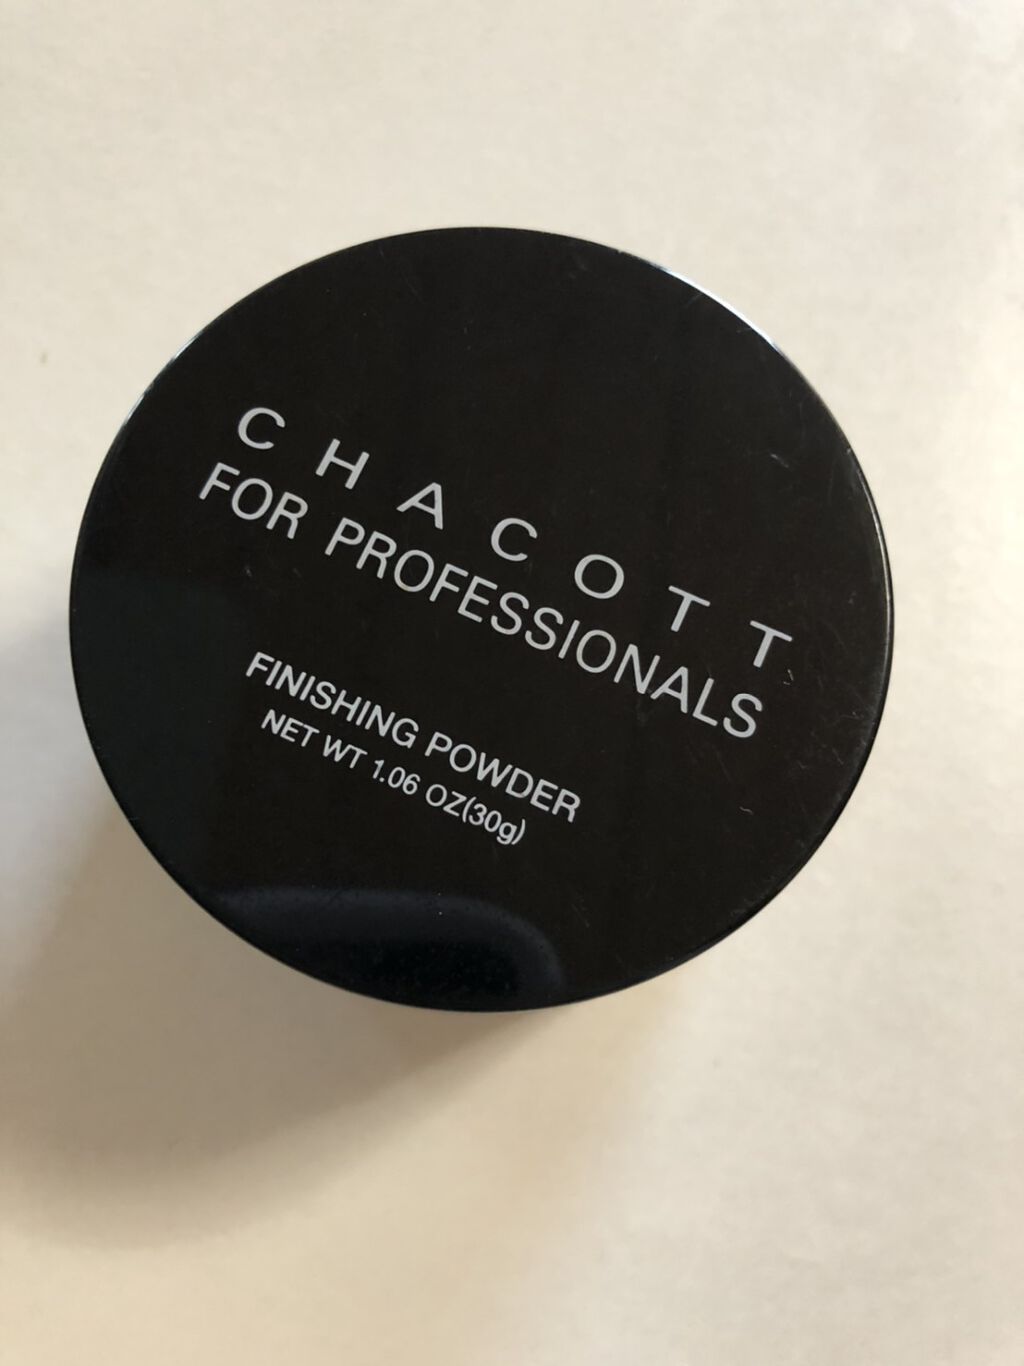 CHACOTT
FOR PROFESSIONALS
FINISHING POWDER
NET WT 1.06 OZ(30g)